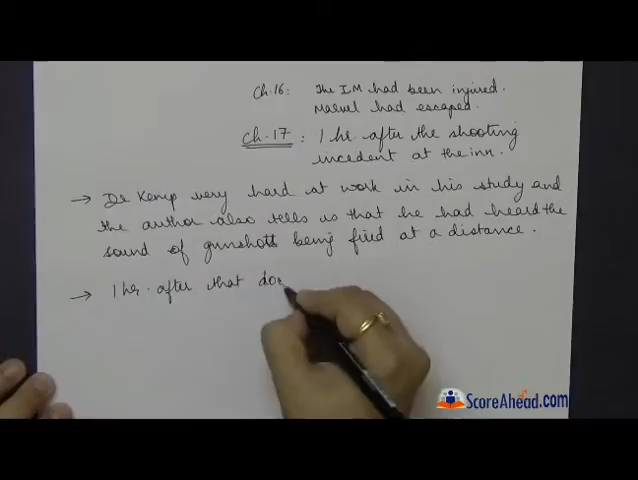 Ch.16: The IM had been injured.
Marvel had escaped.
Ch.17 : 1 hr. after the shooting
incedent at the inn.
→ Dr Kemp very hard at work in his study and
the author also tells us that he had heard the
sound of gunshots being fired at a distance.
→ 1 hr. after that doo
ScoreAhead.com